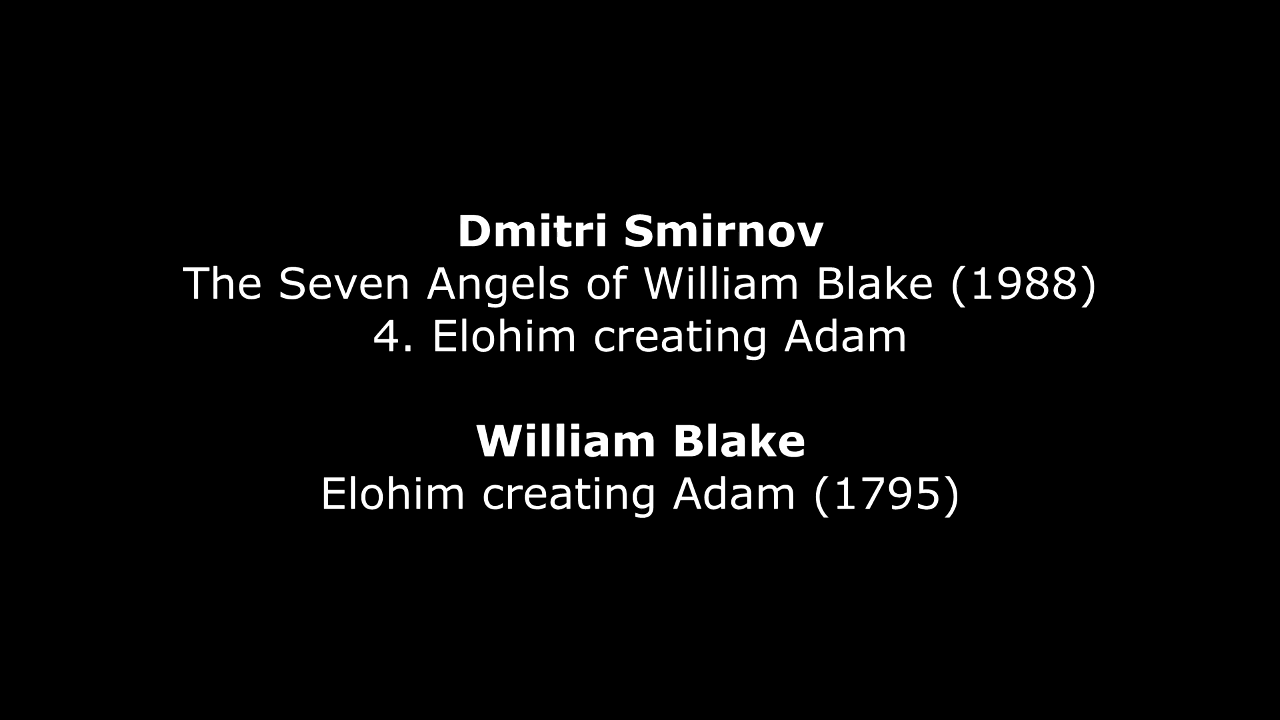 Dmitri Smirnov
The Seven Angels of William Blake (1988)
4. Elohim creating Adam
William Blake
Elohim creating Adam (1795)